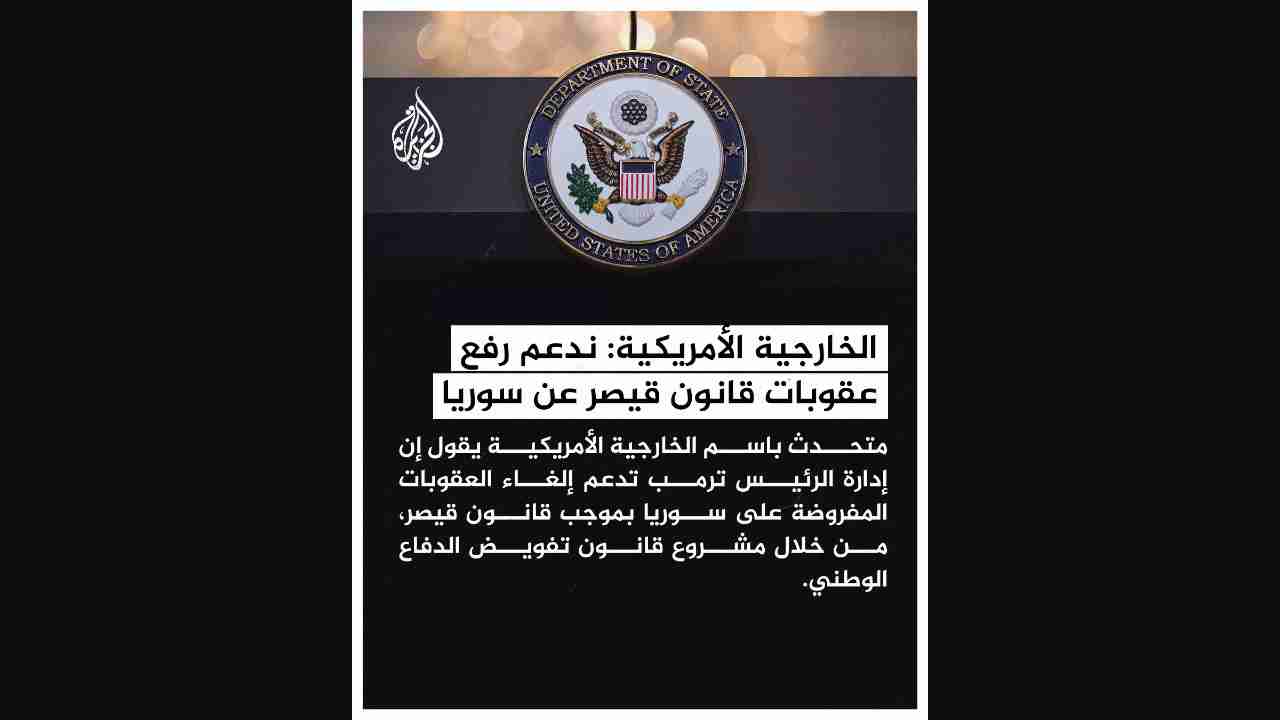 DEPARTMENT OF STATE
UNITED STATES OF AMERICA
الجزيرة
الخارجية الأمريكية: ندعم رفع
عقوبات قانون قيصر عن سوريا
متحدث باسم الخارجية الأمريكية يقول إن
إدارة الرئيس ترمب تدعم إلغاء العقوبات
المفروضة على سوريا بموجب قانون قيصر،
من خلال مشروع قانون تفويض الدفاع
الوطني.